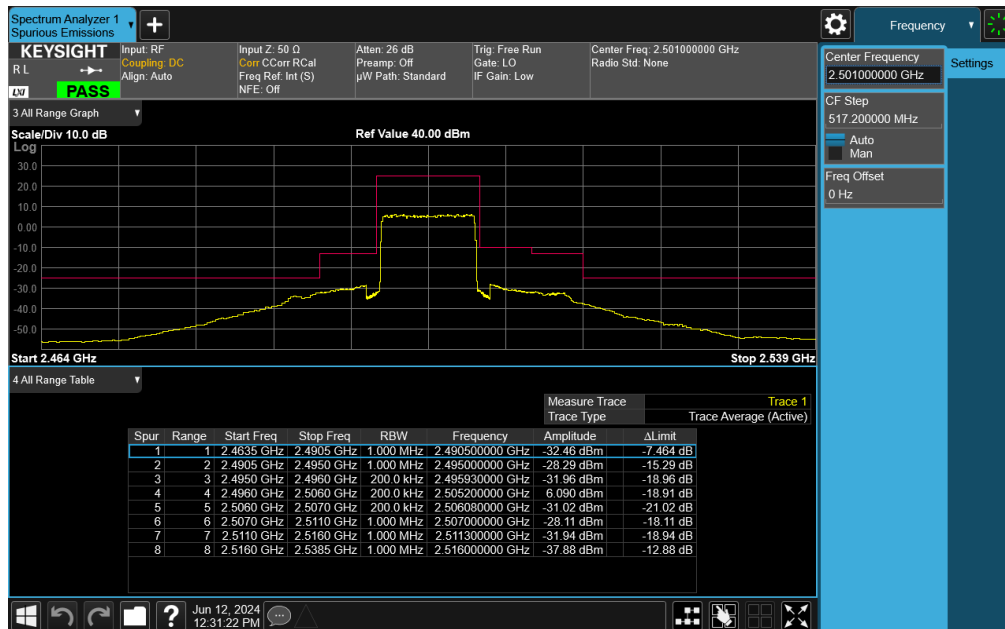 Spectrum Analyzer 1
Spurious Emissions
+
Frequency
KEYSIGHT
R L
LXI
PASS
Input: RF
Coupling: DC
Align: Auto
Input Z: 50 Ω
Corr CCorr RCal
Freq Ref: Int (S)
NFE: Off
Atten: 26 dB
Preamp: Off
µW Path: Standard
Trig: Free Run
Gate: LO
IF Gain: Low
Center Freq: 2.501000000 GHz
Radio Std: None
Center Frequency
2.501000000 GHz
Settings
CF Step
517.200000 MHz
Auto
Man
Freq Offset
0 Hz
3 All Range Graph
Scale/Div 10.0 dB
Ref Value 40.00 dBm
Log
30.0
20.0
10.0
0.00
-10.0
-20.0
-30.0
-40.0
-50.0
Start 2.464 GHz
Stop 2.539 GHz
4 All Range Table
Measure Trace Trace 1
Trace Type Trace Average (Active)
Spur Range Start Freq Stop Freq RBW Frequency Amplitude ΔLimit
1 1 2.4635 GHz 2.4905 GHz 1.000 MHz 2.490500000 GHz -32.46 dBm -7.464 dB
2 2 2.4905 GHz 2.4950 GHz 1.000 MHz 2.495000000 GHz -28.29 dBm -15.29 dB
3 3 2.4950 GHz 2.4960 GHz 200.0 kHz 2.495930000 GHz -31.96 dBm -18.96 dB
4 4 2.4960 GHz 2.5060 GHz 200.0 kHz 2.505200000 GHz 6.090 dBm -18.91 dB
5 5 2.5060 GHz 2.5070 GHz 200.0 kHz 2.506080000 GHz -31.02 dBm -21.02 dB
6 6 2.5070 GHz 2.5110 GHz 1.000 MHz 2.507000000 GHz -28.11 dBm -18.11 dB
7 7 2.5110 GHz 2.5160 GHz 1.000 MHz 2.511300000 GHz -31.94 dBm -18.94 dB
8 8 2.5160 GHz 2.5385 GHz 1.000 MHz 2.516000000 GHz -37.88 dBm -12.88 dB
?
Jun 12, 2024
12:31:22 PM